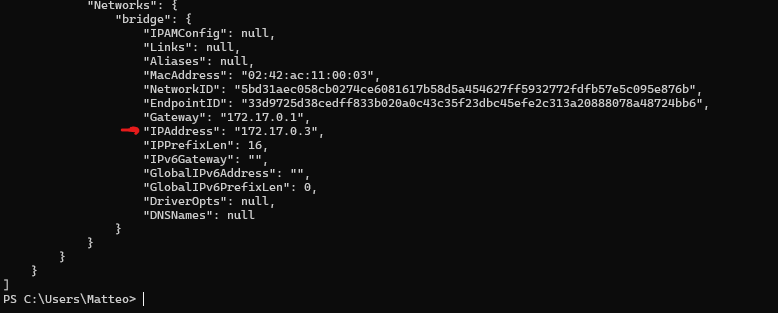 "Networks": {
"bridge": {
"IPAMConfig": null,
"Links": null,
"Aliases": null,
"MacAddress": "02:42:ac:11:00:03",
"NetworkID": "5bd31aec058cb0274ce6081617b58d5a454627ff5932772fdfb57e5c095e876b",
"EndpointID": "33d9725d38cedff833b020a0c43c35f23dbc45efe2c313a20888078a48724bb6",
"Gateway": "172.17.0.1",
"IPAddress": "172.17.0.3",
"IPPrefixLen": 16,
"IPv6Gateway": "",
"GlobalIPv6Address": "",
"GlobalIPv6PrefixLen": 0,
"DriverOpts": null,
"DNSNames": null
}
}
}
}
]
PS C:\Users\Matteo>